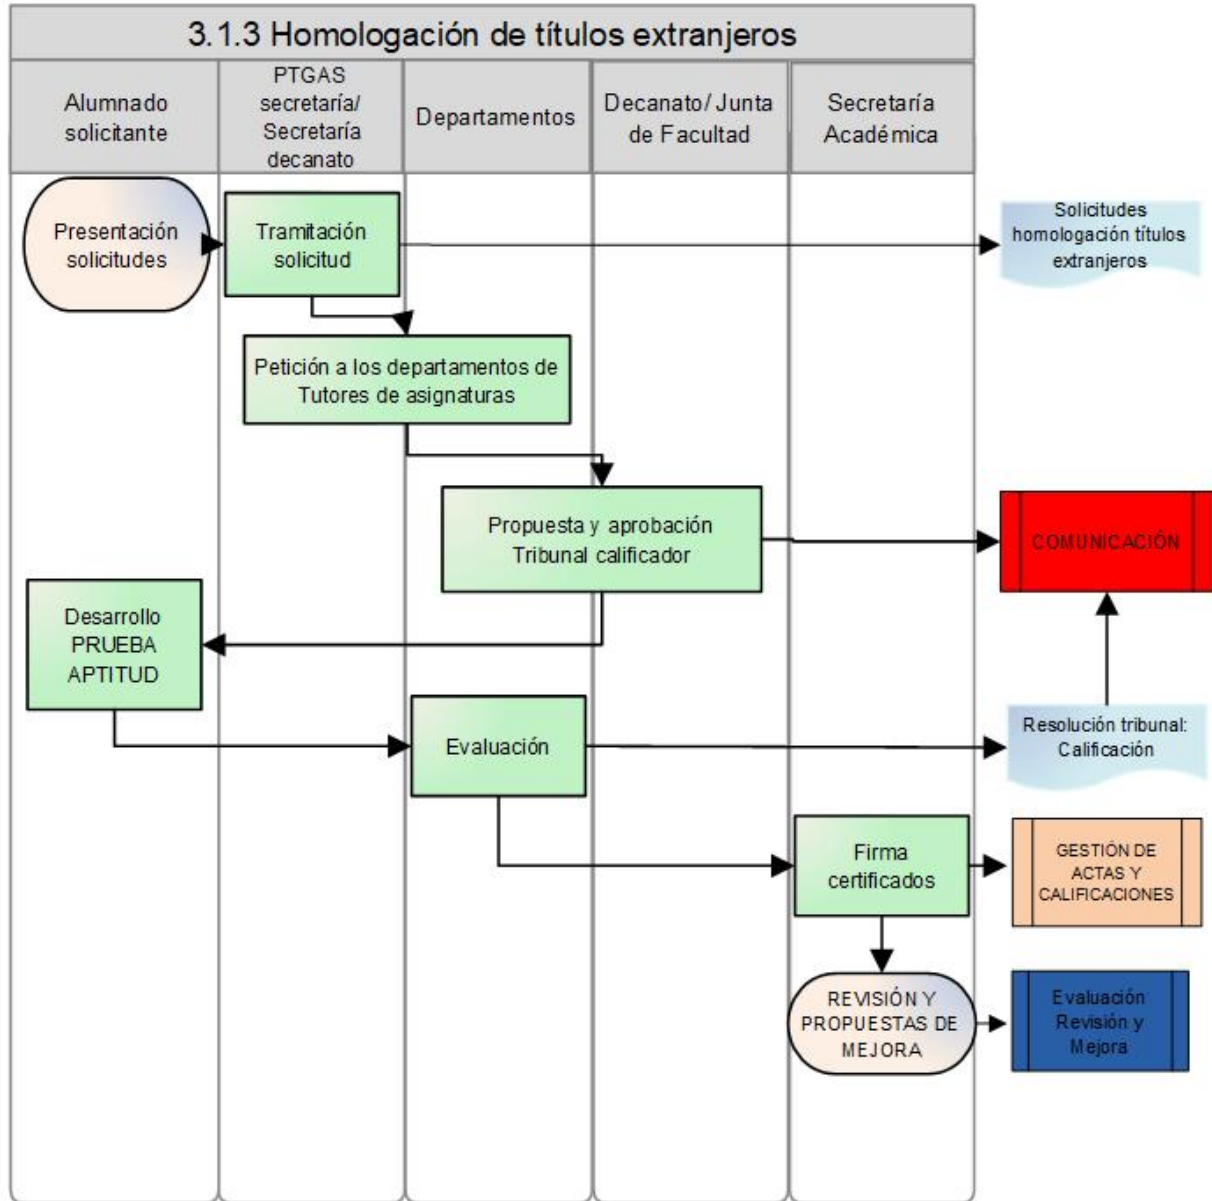 3.1.3 Homologación de títulos extranjeros
Alumnado
solicitante
PTGAS
secretaría/
Secretaría
decanato
Departamentos
Decanato/ Junta
de Facultad
Secretaría
Académica
Presentación
solicitudes
Tramitación
solicitud
Solicitudes
homologación títulos
extranjeros
Petición a los departamentos de
Tutores de asignaturas
Propuesta y aprobación
Tribunal calificador
COMUNICACIÓN
Desarrollo
PRUEBA
APTITUD
Evaluación
Resolución tribunal:
Calificación
Firma
certificados
GESTIÓN DE
ACTAS Y
CALIFICACIONES
REVISIÓN Y
PROPUESTAS DE
MEJORA
Evaluación
Revisión y
Mejora